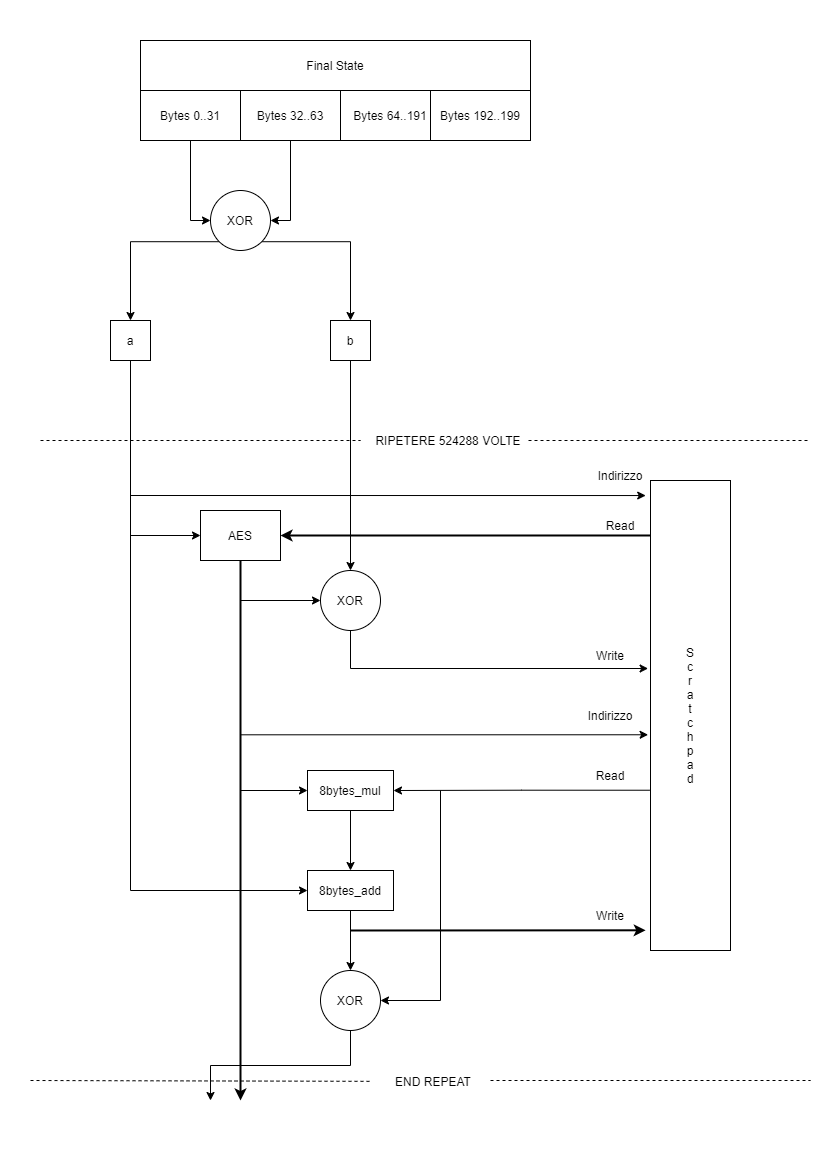 Final State
Bytes 0..31
Bytes 32..63
Bytes 64..191
Bytes 192..199
XOR
a
b
RIPETERE 524288 VOLTE
Indirizzo
Read
AES
XOR
Write
Scratchpad
Indirizzo
Read
8bytes_mul
8bytes_add
Write
XOR
END REPEAT